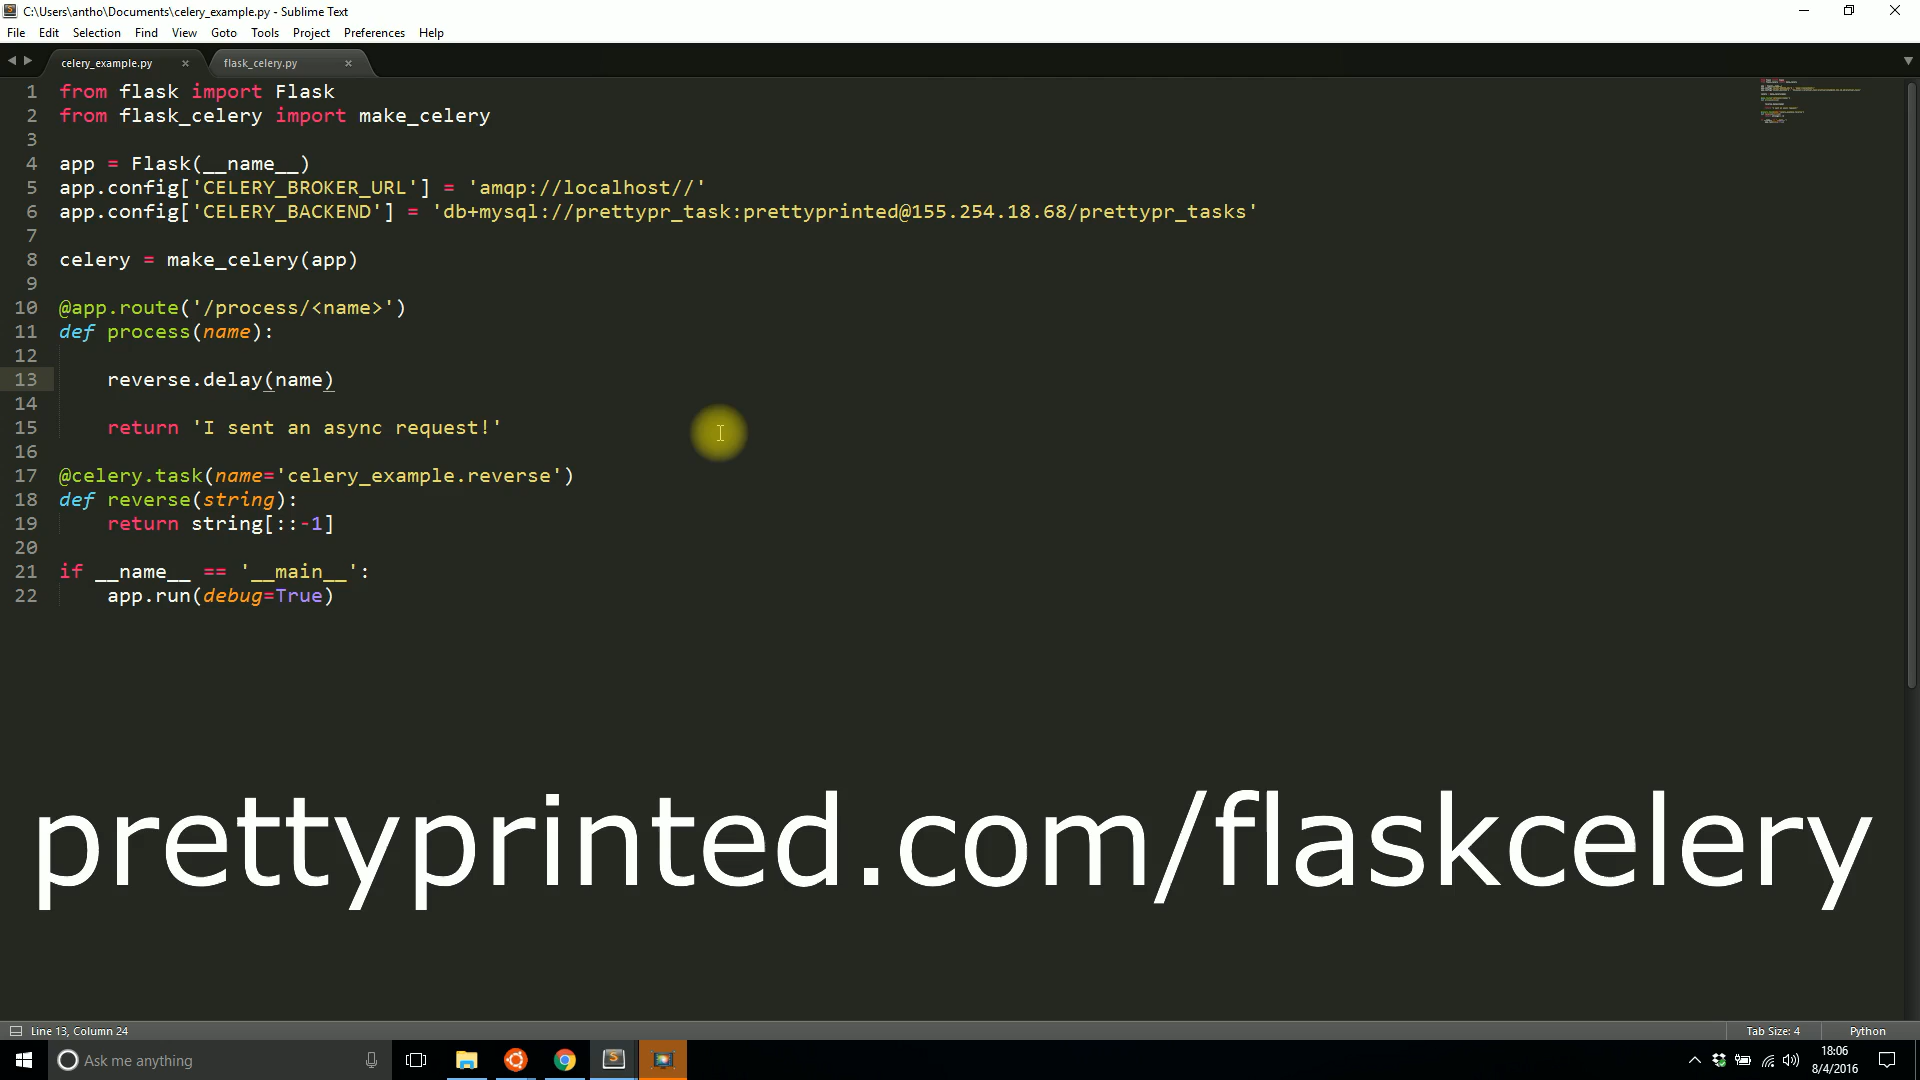 C:\Users\antho\Documents\celery_example.py - Sublime Text
File Edit Selection Find View Goto Tools Project Preferences Help
celery_example.py flask_celery.py
1 from flask import Flask
2 from flask_celery import make_celery
3
4 app = Flask(__name__)
5 app.config['CELERY_BROKER_URL'] = 'amqp://localhost//'
6 app.config['CELERY_BACKEND'] = 'db+mysql://prettypr_task:prettyprinted@155.254.18.68/prettypr_tasks'
7
8 celery = make_celery(app)
9
10 @app.route('/process/<name>')
11 def process(name):
12
13 reverse.delay(name)
14
15 return 'I sent an async request!'
16
17 @celery.task(name='celery_example.reverse')
18 def reverse(string):
19 return string[::-1]
20
21 if __name__ == '__main__':
22 app.run(debug=True)
prettyprinted.com/flaskcelery
Line 13, Column 24 Tab Size: 4 Python
Ask me anything
18:06
8/4/2016